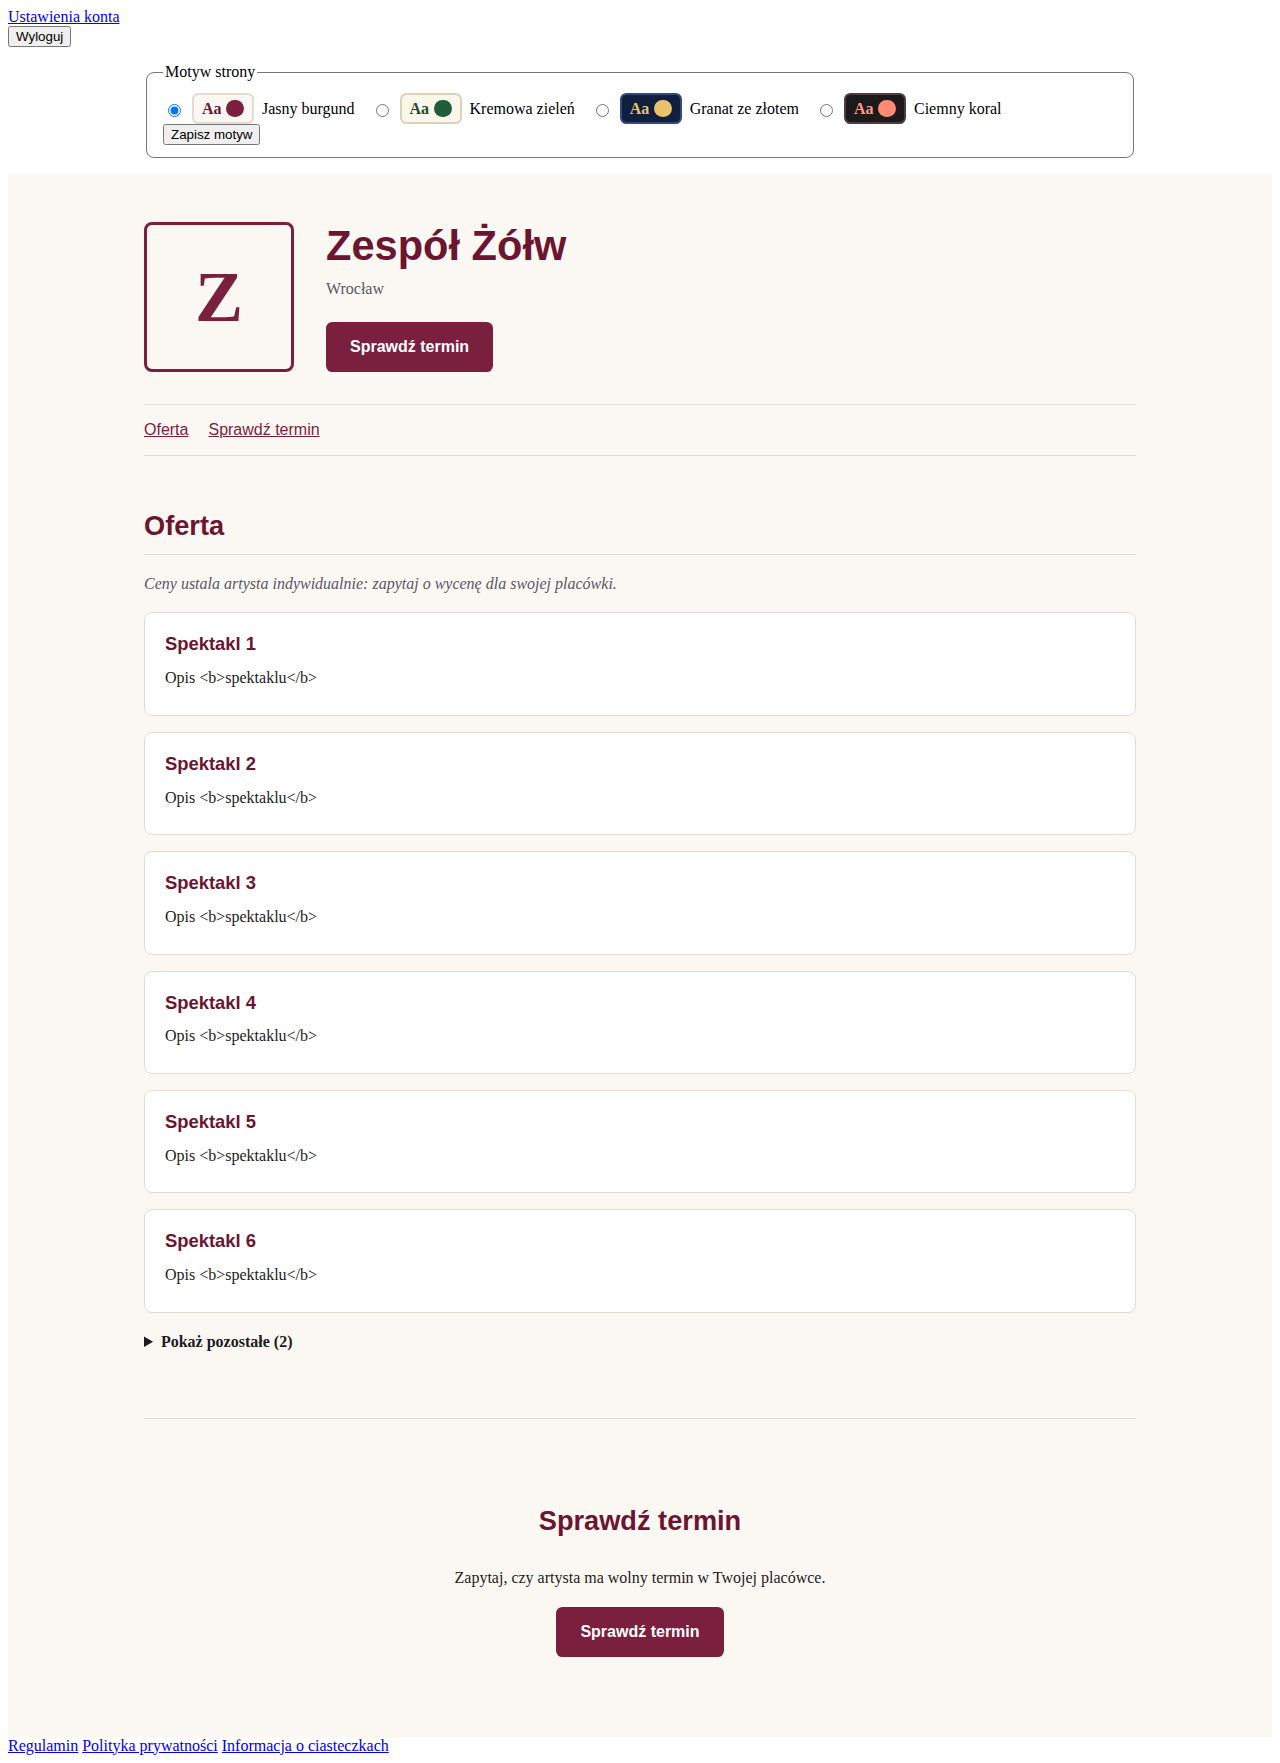 Ustawienia konta
Wyloguj
Motyw strony
Aa Jasny burgund Aa Kremowa zieleń Aa Granat ze złotem Aa Ciemny koral
Zapisz motyw
Z
Zespół Żółw
Wrocław
Sprawdź termin
Oferta Sprawdź termin
Oferta
Ceny ustala artysta indywidualnie: zapytaj o wycenę dla swojej placówki.
Spektakl 1
Opis <b>spektaklu</b>
Spektakl 2
Opis <b>spektaklu</b>
Spektakl 3
Opis <b>spektaklu</b>
Spektakl 4
Opis <b>spektaklu</b>
Spektakl 5
Opis <b>spektaklu</b>
Spektakl 6
Opis <b>spektaklu</b>
Pokaż pozostałe (2)
Sprawdź termin
Zapytaj, czy artysta ma wolny termin w Twojej placówce.
Sprawdź termin
Regulamin Polityka prywatności Informacja o ciasteczkach